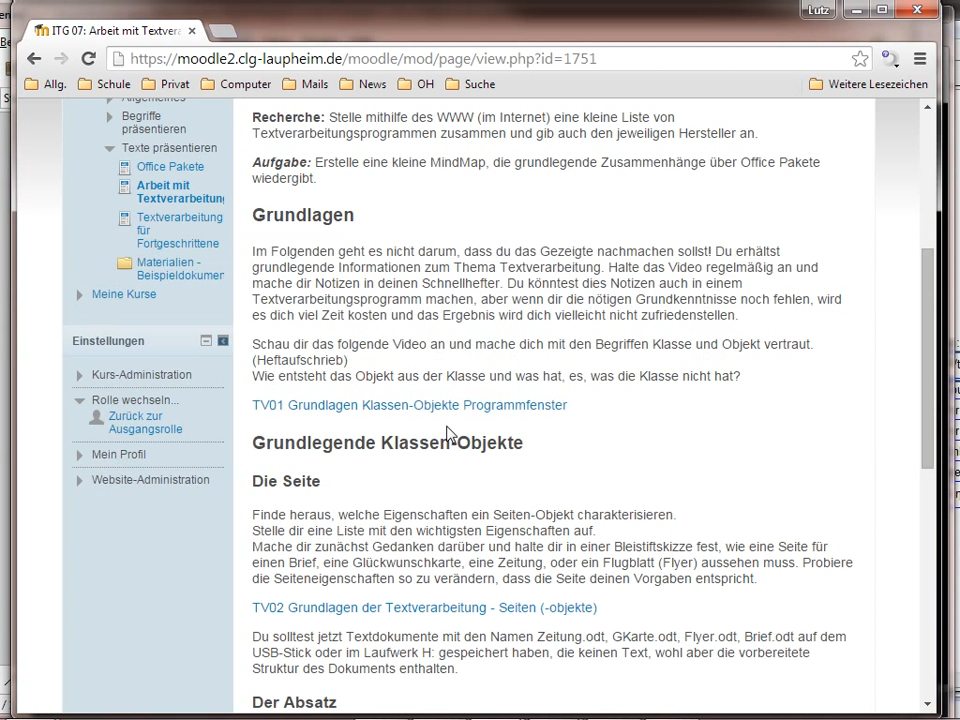 Lutz
ITG 07: Arbeit mit Textvera
https://moodle2.clg-laupheim.de/moodle/mod/page/view.php?id=1751
Allg. Schule Privat Computer Mails News OH Suche Weitere Lesezeichen
Allgemeines
Begriffe
präsentieren
Texte präsentieren
Office Pakete
Arbeit mit
Textverarbeitung
Textverarbeitung
für
Fortgeschrittene
Materialien -
Beispieldokumen
Meine Kurse
Einstellungen
Kurs-Administration
Rolle wechseln...
Zurück zur
Ausgangsrolle
Mein Profil
Website-Administration
Recherche: Stelle mithilfe des WWW (im Internet) eine kleine Liste von
Textverarbeitungsprogrammen zusammen und gib auch den jeweiligen Hersteller an.
Aufgabe: Erstelle eine kleine MindMap, die grundlegende Zusammenhänge über Office Pakete
wiedergibt.
Grundlagen
Im Folgenden geht es nicht darum, dass du das Gezeigte nachmachen sollst! Du erhältst
grundlegende Informationen zum Thema Textverarbeitung. Halte das Video regelmäßig an und
mache dir Notizen in deinen Schnellhefter. Du könntest dies Notizen auch in einem
Textverarbeitungsprogramm machen, aber wenn dir die nötigen Grundkenntnisse noch fehlen, wird
es dich viel Zeit kosten und das Ergebnis wird dich vielleicht nicht zufriedenstellen.
Schau dir das folgende Video an und mache dich mit den Begriffen Klasse und Objekt vertraut.
(Heftaufschrieb)
Wie entsteht das Objekt aus der Klasse und was hat, es, was die Klasse nicht hat?
TV01 Grundlagen Klassen-Objekte Programmfenster
Grundlegende Klassen-Objekte
Die Seite
Finde heraus, welche Eigenschaften ein Seiten-Objekt charakterisieren.
Stelle dir eine Liste mit den wichtigsten Eigenschaften auf.
Mache dir zunächst Gedanken darüber und halte dir in einer Bleistiftskizze fest, wie eine Seite für
einen Brief, eine Glückwunschkarte, eine Zeitung, oder ein Flugblatt (Flyer) aussehen muss. Probiere
die Seiteneigenschaften so zu verändern, dass die Seite deinen Vorgaben entspricht.
TV02 Grundlagen der Textverarbeitung - Seiten (-objekte)
Du solltest jetzt Textdokumente mit den Namen Zeitung.odt, GKarte.odt, Flyer.odt, Brief.odt auf dem
USB-Stick oder im Laufwerk H: gespeichert haben, die keinen Text, wohl aber die vorbereitete
Struktur des Dokuments enthalten.
Der Absatz